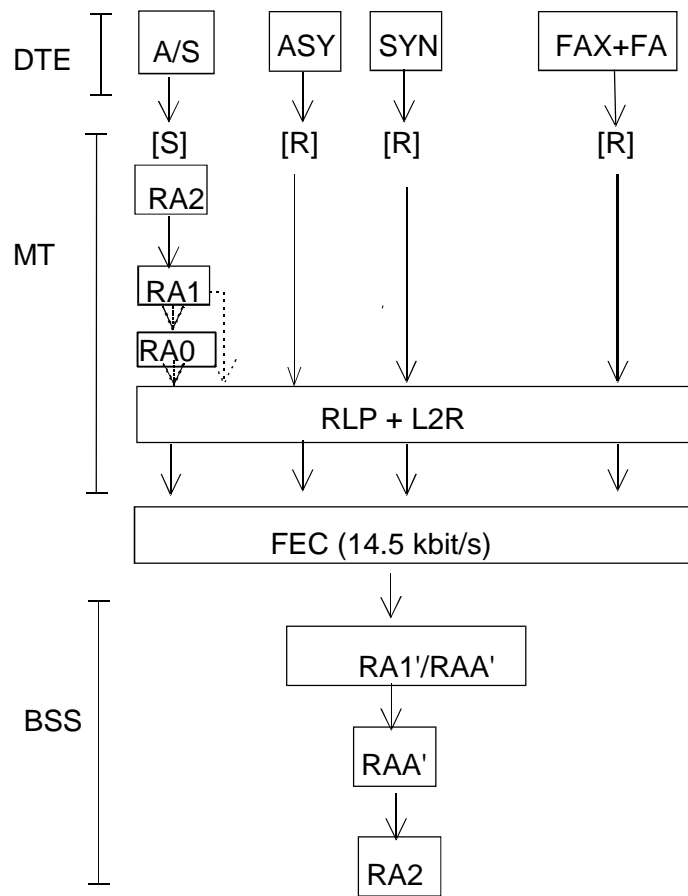 DTE
A/S
ASY
SYN
FAX+FA
[S]
[R]
[R]
[R]
MT
RA2
RA1
RA0
RLP + L2R
FEC (14.5 kbit/s)
BSS
RA1'/RAA'
RAA'
RA2